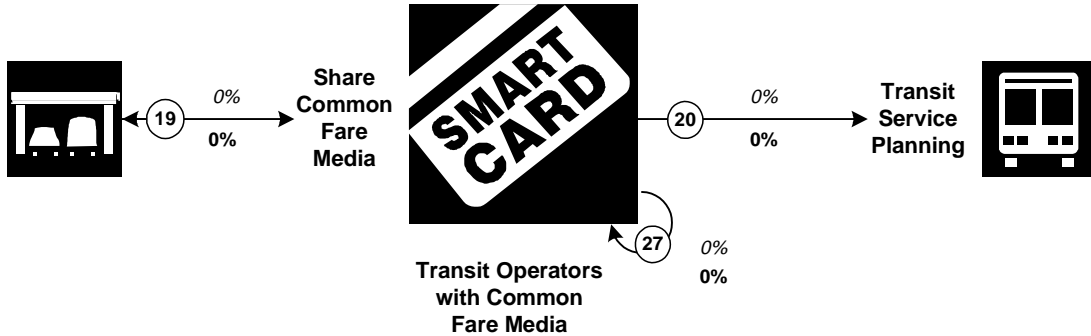 19
0%
0%
Share
Common
Fare
Media
SMART
CARD
20
0%
0%
Transit
Service
Planning
27
0%
0%
Transit Operators
with Common
Fare Media